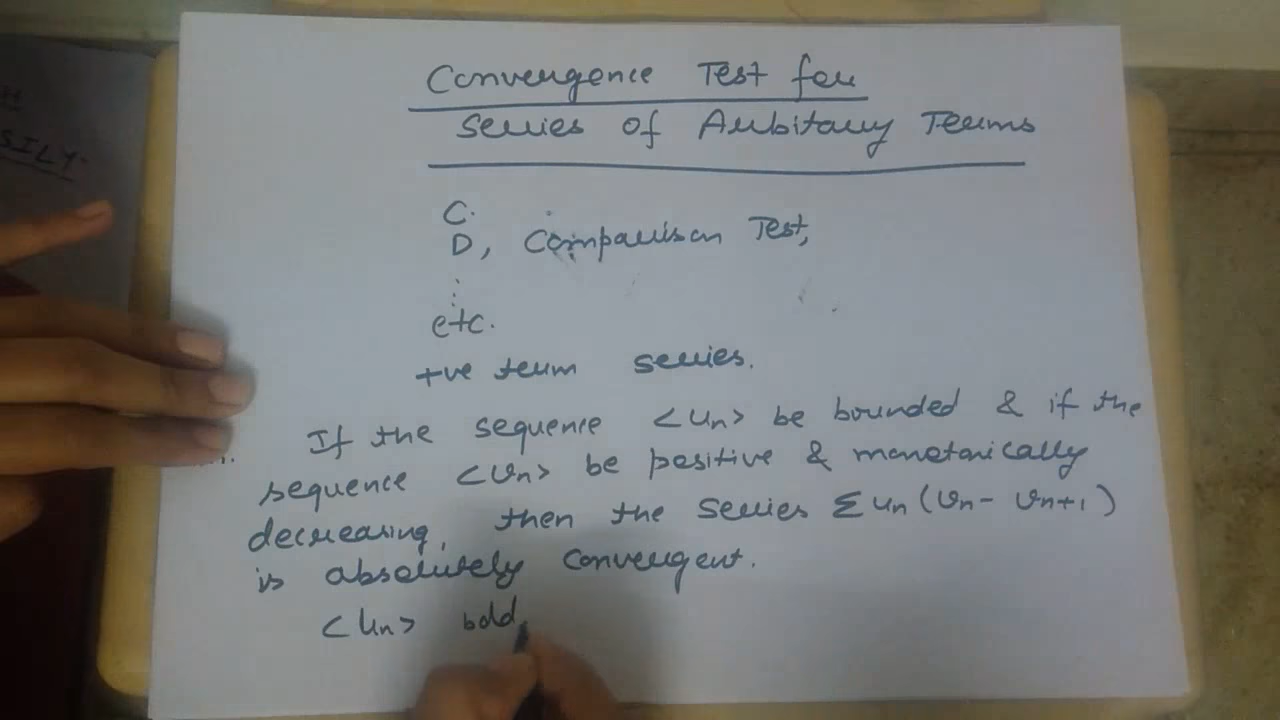 SILY
Convergence Test for
Series of Arbitary Terms
C.
D, Comparison Test,
⋮
etc.
+ve term series.
If the sequence <un> be bounded & if the
sequence <vn> be positive & monotonically
decreasing, then the series Σ un (vn - vn+1)
is absolutely convergent.
<un> bdd.